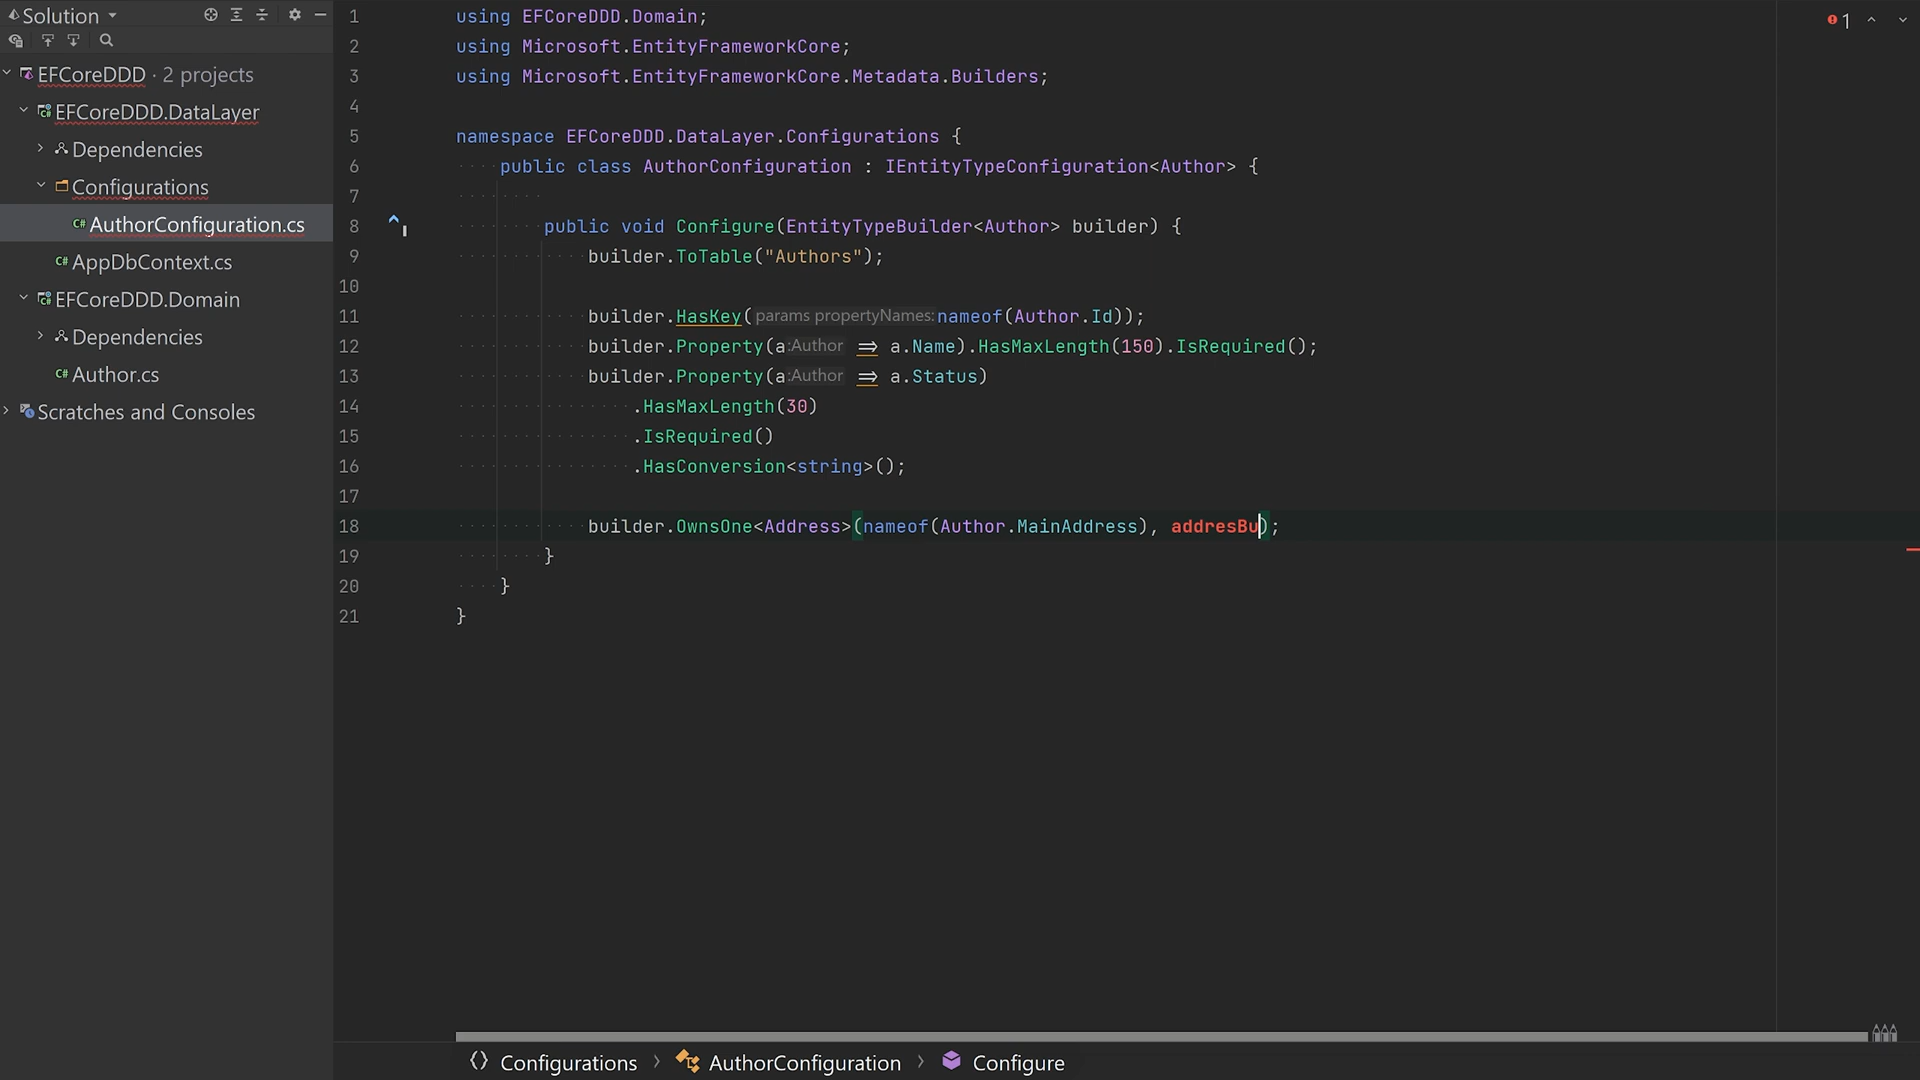 Solution
EFCoreDDD · 2 projects
EFCoreDDD.DataLayer
Dependencies
Configurations
C# AuthorConfiguration.cs
C# AppDbContext.cs
EFCoreDDD.Domain
Dependencies
C# Author.cs
Scratches and Consoles
1 using EFCoreDDD.Domain;
2 using Microsoft.EntityFrameworkCore;
3 using Microsoft.EntityFrameworkCore.Metadata.Builders;
4
5 namespace EFCoreDDD.DataLayer.Configurations {
6 public class AuthorConfiguration : IEntityTypeConfiguration<Author> {
7
8 public void Configure(EntityTypeBuilder<Author> builder) {
9 builder.ToTable("Authors");
10
11 builder.HasKey(params propertyNames:nameof(Author.Id));
12 builder.Property(a:Author => a.Name).HasMaxLength(150).IsRequired();
13 builder.Property(a:Author => a.Status)
14 .HasMaxLength(30)
15 .IsRequired()
16 .HasConversion<string>();
17
18 builder.OwnsOne<Address>(nameof(Author.MainAddress), addresBu);
19 }
20 }
21 }
1
Configurations > AuthorConfiguration > Configure